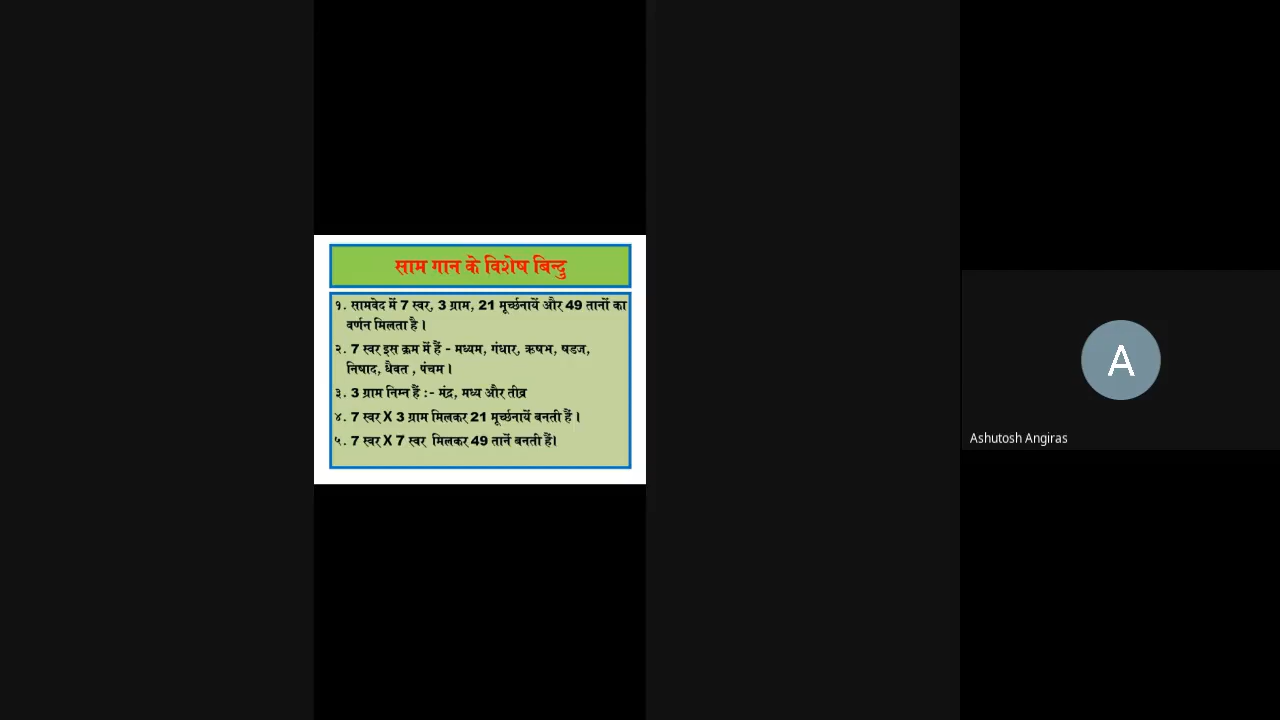 साम गान के विशेष बिन्दु
१. सामवेद में 7 स्वर, 3 ग्राम, 21 मूर्च्छनायें और 49 तानों का
वर्णन मिलता है ।
२. 7 स्वर इस क्रम में हैं - मध्यम, गंधार, ऋषभ, षडज,
निषाद, धैवत , पंचम ।
३. 3 ग्राम निम्न हैं :- मंद्र, मध्य और तीव्र
४. 7 स्वर X 3 ग्राम मिलकर 21 मूर्च्छनायें बनती हैं ।
५. 7 स्वर X 7 स्वर मिलकर 49 तानें बनती हैं।
A
Ashutosh Angiras